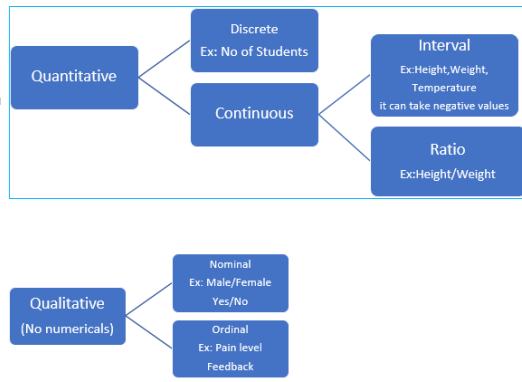 Quantitative
Discrete
Ex: No of Students
Continuous
Interval
Ex:Height,Weight,
Temperature
it can take negative values
Ratio
Ex:Height/Weight
Qualitative
(No numericals)
Nominal
Ex: Male/Female
Yes/No
Ordinal
Ex: Pain level
Feedback